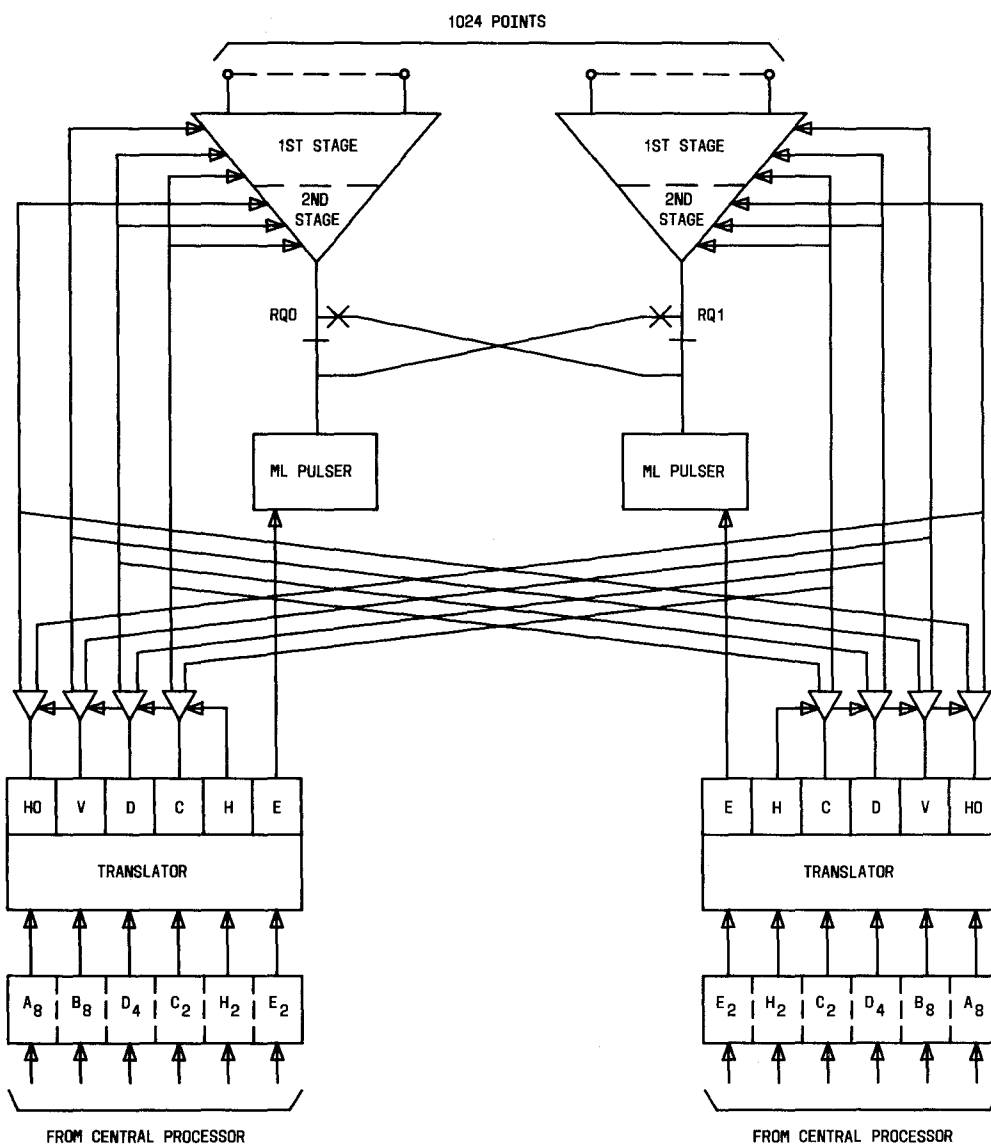 1024 POINTS
1ST STAGE 1ST STAGE
2ND STAGE 2ND STAGE
RQ0 RQ1
ML PULSER ML PULSER
HO V D C H E E H C D V HO
TRANSLATOR TRANSLATOR
A8 B8 D4 C2 H2 E2 E2 H2 C2 D4 B8 A8
FROM CENTRAL PROCESSOR FROM CENTRAL PROCESSOR